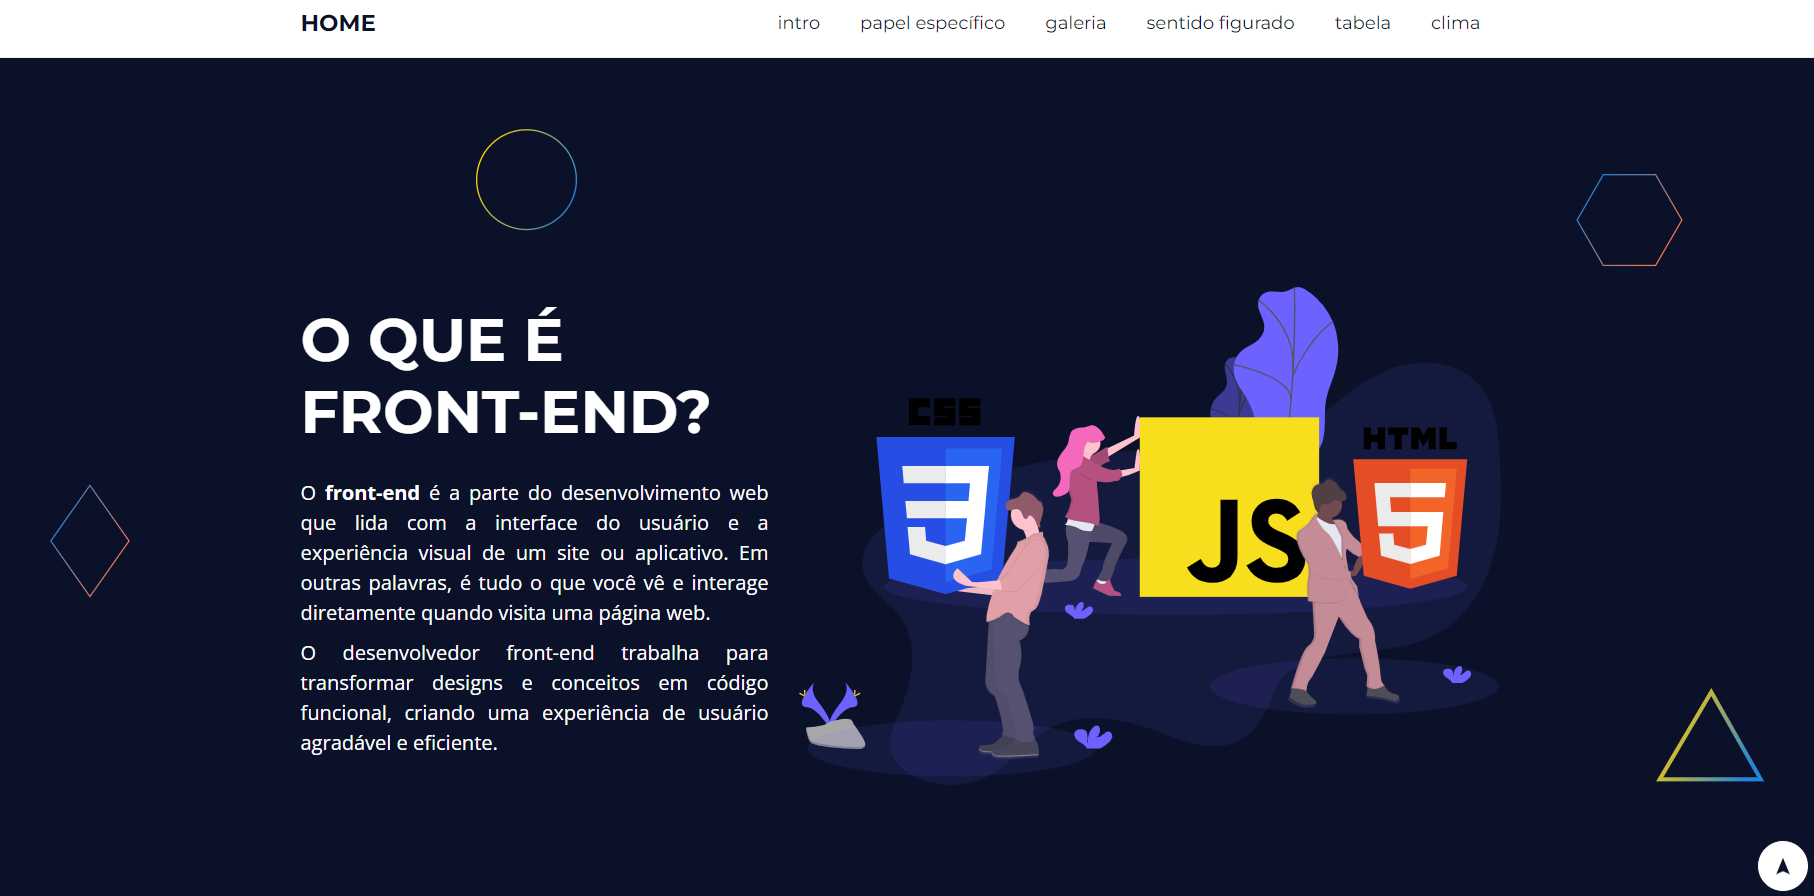 HOME intro papel específico galeria sentido figurado tabela clima
O QUE É
FRONT-END?
O front-end é a parte do desenvolvimento web
que lida com a interface do usuário e a
experiência visual de um site ou aplicativo. Em
outras palavras, é tudo o que você vê e interage
diretamente quando visita uma página web.
O desenvolvedor front-end trabalha para
transformar designs e conceitos em código
funcional, criando uma experiência de usuário
agradável e eficiente.
CSS
3
JS
HTML
5